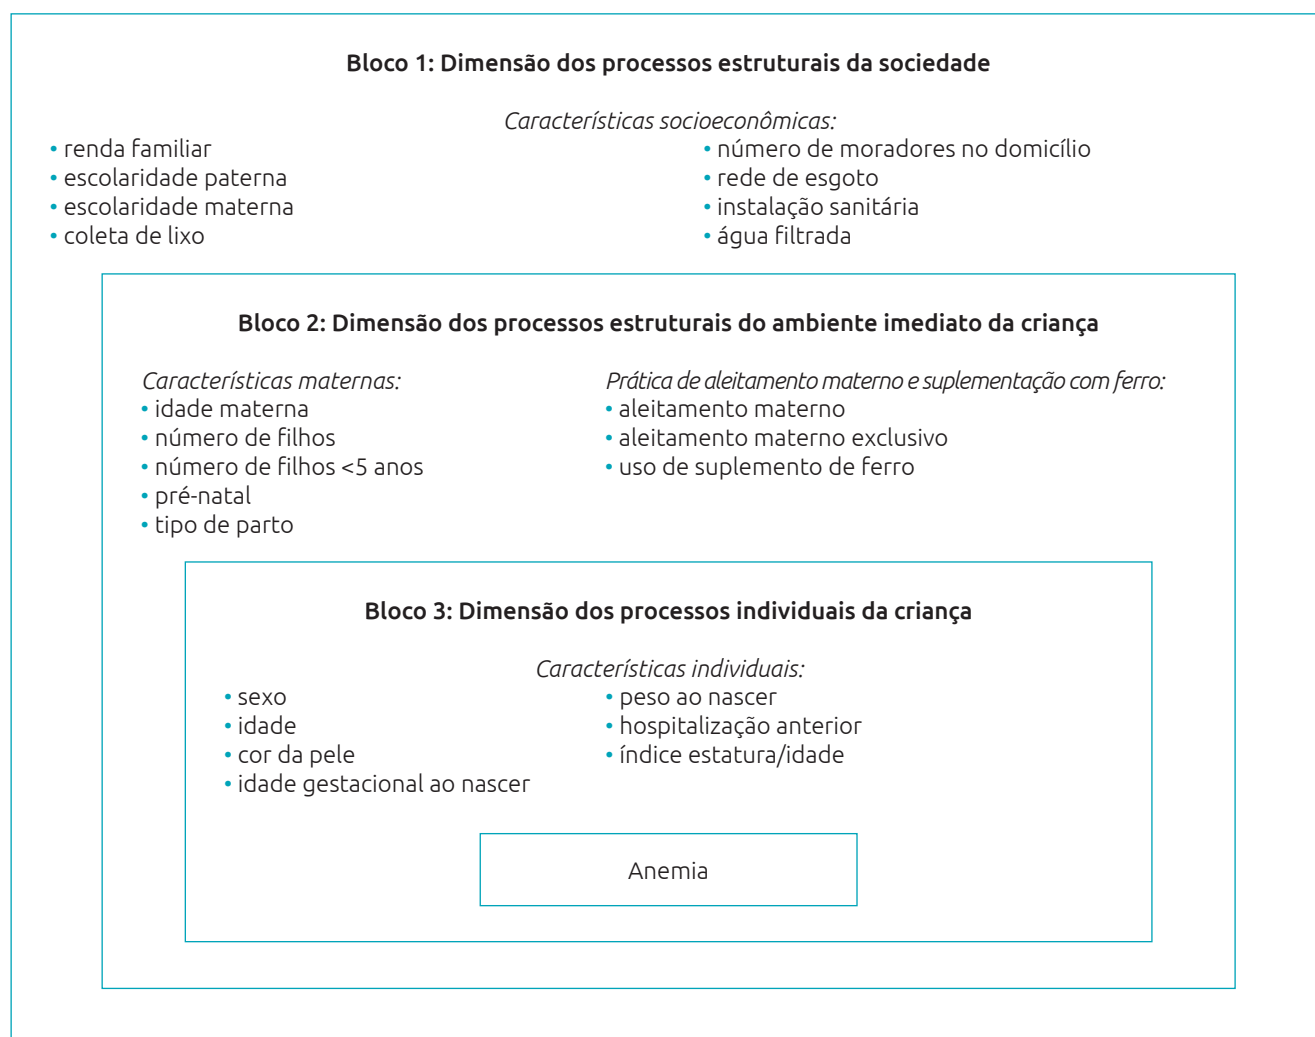 Bloco 1: Dimensão dos processos estruturais da sociedade
Características socioeconômicas:
• renda familiar
• escolaridade paterna
• escolaridade materna
• coleta de lixo
• número de moradores no domicílio
• rede de esgoto
• instalação sanitária
• água filtrada
Bloco 2: Dimensão dos processos estruturais do ambiente imediato da criança
Características maternas:
• idade materna
• número de filhos
• número de filhos <5 anos
• pré-natal
• tipo de parto
Prática de aleitamento materno e suplementação com ferro:
• aleitamento materno
• aleitamento materno exclusivo
• uso de suplemento de ferro
Bloco 3: Dimensão dos processos individuais da criança
Características individuais:
• sexo
• idade
• cor da pele
• idade gestacional ao nascer
• peso ao nascer
• hospitalização anterior
• índice estatura/idade
Anemia